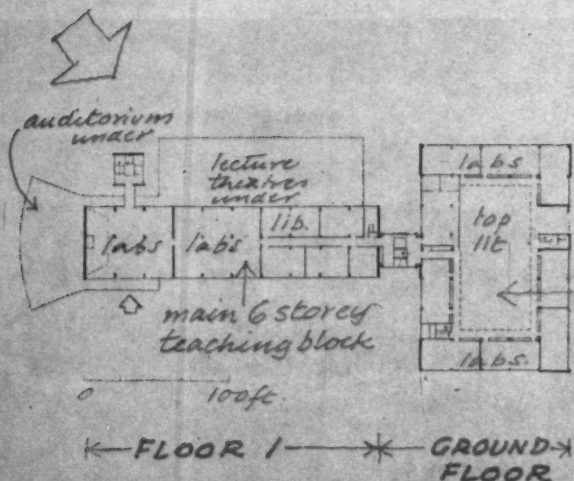 auditorium
under
lecture
theatres
under
labs
labs
lib.
labs
top
lit
labs.
main 6 storey
teaching block
0 100ft.
FLOOR 1
GROUND
FLOOR